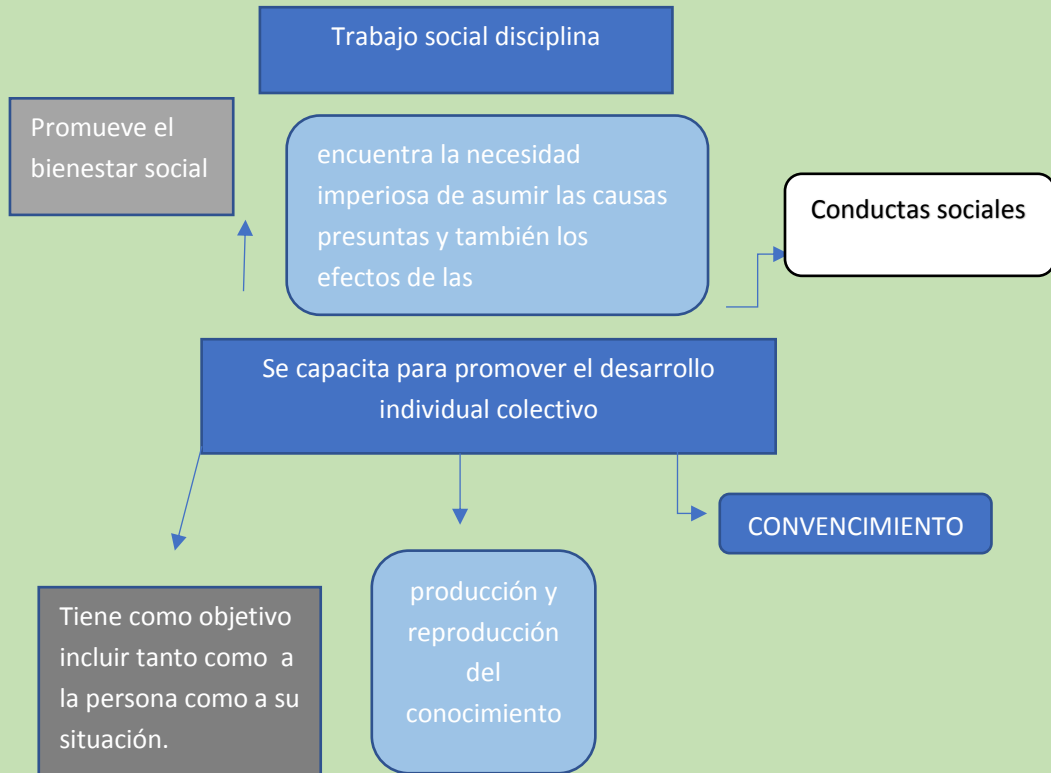 Trabajo social disciplina
Promueve el
bienestar social
encuentra la necesidad
imperiosa de asumir las causas
presuntas y también los
efectos de las
Conductas sociales
Se capacita para promover el desarrollo
individual colectivo
CONVENCIMIENTO
Tiene como objetivo
incluir tanto como  a
la persona como a su
situación.
producción y
reproducción
del
conocimiento